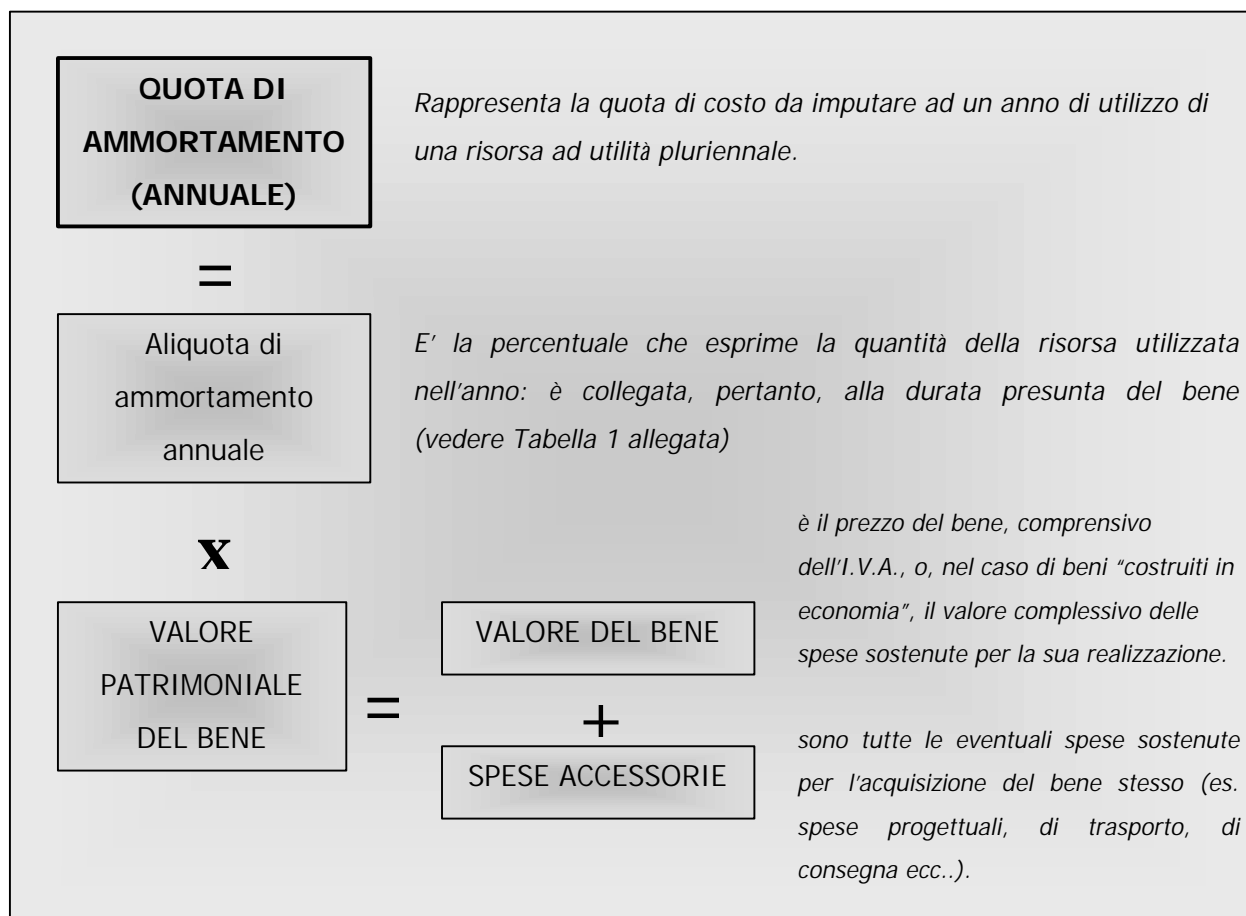 QUOTA DI
AMMORTAMENTO
(ANNUALE)
Rappresenta la quota di costo da imputare ad un anno di utilizzo di
una risorsa ad utilità pluriennale.
=
Aliquota di
ammortamento
annuale
E' la percentuale che esprime la quantità della risorsa utilizzata
nell'anno: è collegata, pertanto, alla durata presunta del bene
(vedere Tabella 1 allegata)
x
VALORE
PATRIMONIALE
DEL BENE
=
VALORE DEL BENE
è il prezzo del bene, comprensivo
dell'I.V.A., o, nel caso di beni "costruiti in
economia", il valore complessivo delle
spese sostenute per la sua realizzazione.
+
SPESE ACCESSORIE
sono tutte le eventuali spese sostenute
per l'acquisizione del bene stesso (es.
spese progettuali, di trasporto, di
consegna ecc..).